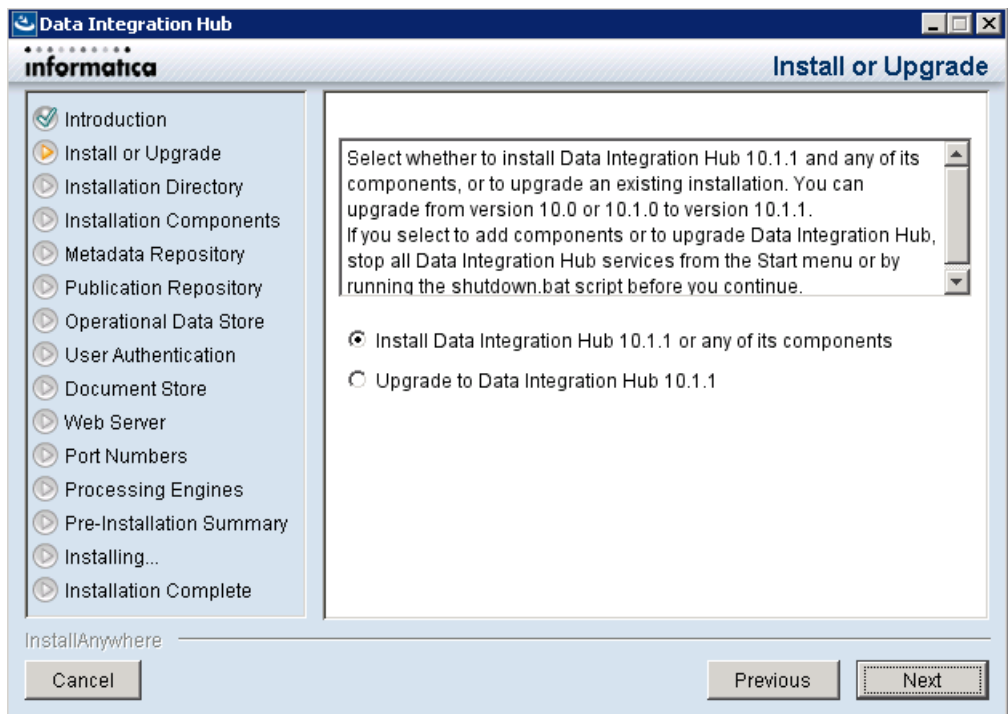 Data Integration Hub
informatica
Install or Upgrade
Introduction
Install or Upgrade
Installation Directory
Installation Components
Metadata Repository
Publication Repository
Operational Data Store
User Authentication
Document Store
Web Server
Port Numbers
Processing Engines
Pre-Installation Summary
Installing...
Installation Complete
Select whether to install Data Integration Hub 10.1.1 and any of its
components, or to upgrade an existing installation. You can
upgrade from version 10.0 or 10.1.0 to version 10.1.1.
If you select to add components or to upgrade Data Integration Hub,
stop all Data Integration Hub services from the Start menu or by
running the shutdown.bat script before you continue.
Install Data Integration Hub 10.1.1 or any of its components
Upgrade to Data Integration Hub 10.1.1
InstallAnywhere
Cancel
Previous
Next